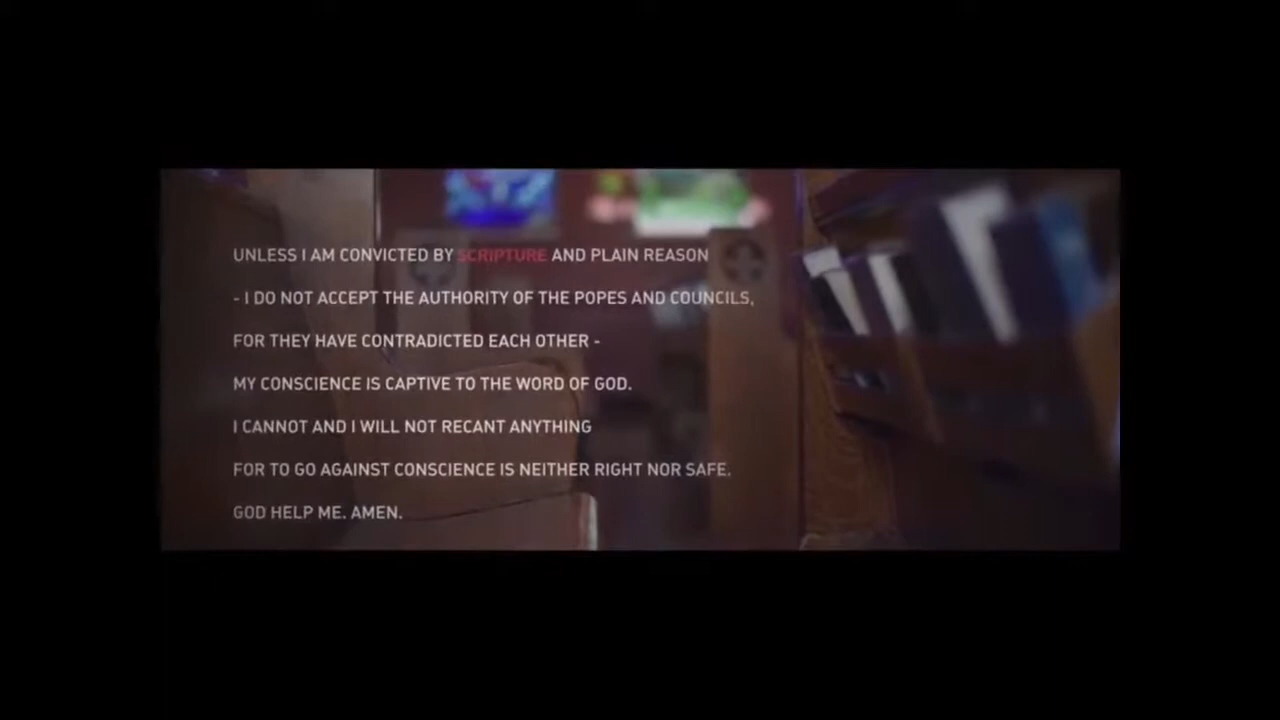 UNLESS I AM CONVICTED BY SCRIPTURE AND PLAIN REASON
- I DO NOT ACCEPT THE AUTHORITY OF THE POPES AND COUNCILS,
FOR THEY HAVE CONTRADICTED EACH OTHER -
MY CONSCIENCE IS CAPTIVE TO THE WORD OF GOD.
I CANNOT AND I WILL NOT RECANT ANYTHING
FOR TO GO AGAINST CONSCIENCE IS NEITHER RIGHT NOR SAFE.
GOD HELP ME. AMEN.